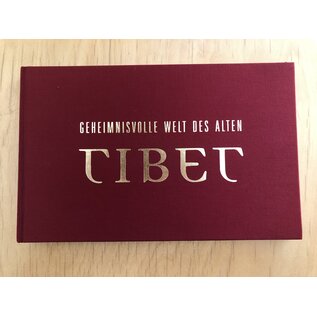 GEHEIMNISVOLLE WELT DES ALTEN
TIBET